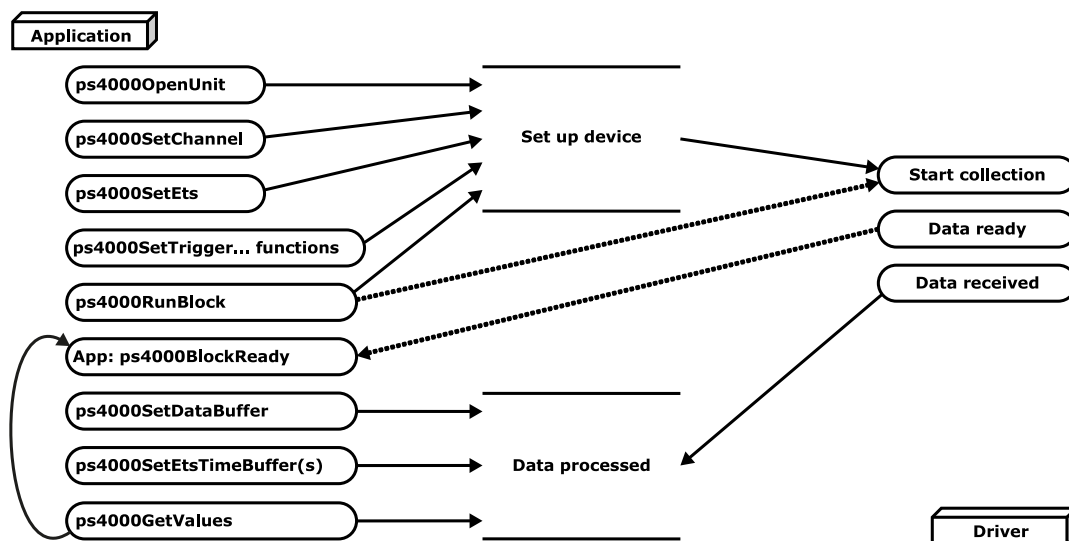 Application
ps4000OpenUnit
ps4000SetChannel
Set up device
ps4000SetEts
Start collection
ps4000SetTrigger... functions
Data ready
ps4000RunBlock
Data received
App: ps4000BlockReady
ps4000SetDataBuffer
ps4000SetEtsTimeBuffer(s)
Data processed
ps4000GetValues
Driver